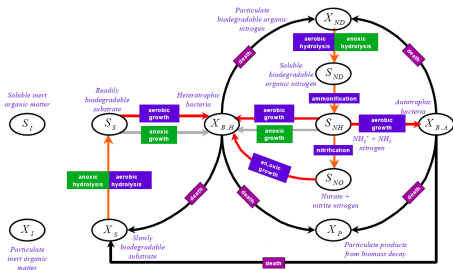 Particulate
biodegradable organic
nitrogen
X_ND
aerobic
hydrolysis
anoxic
hydrolysis
death
death
Soluble
biodegradable
organic nitrogen
S_ND
ammonification
Soluble inert
organic matter
Readily
biodegradable
substrate
Heterotrophic
bacteria
Autotrophic
bacteria
S_I
S_S
aerobic
growth
anoxic
growth
X_B,H
aerobic
growth
anoxic
growth
S_NH
aerobic
growth
X_B,A
NH4+ + NH3
nitrogen
nitrification
anoxic
growth
S_NO
Nitrate +
nitrite nitrogen
anoxic
hydrolysis
aerobic
hydrolysis
death
death
death
X_I
X_S
X_P
Particulate
inert organic
matter
Slowly
biodegradable
substrate
Particulate products
from biomass decay
death